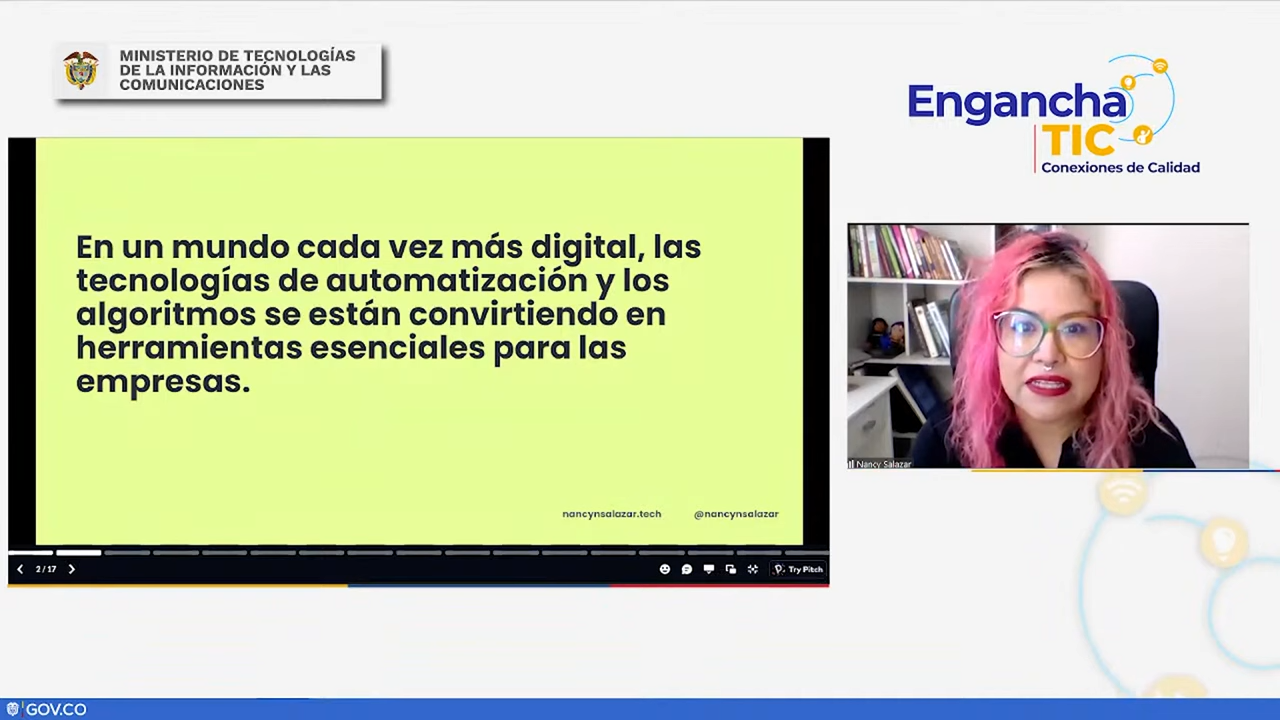 MINISTERIO DE TECNOLOGÍAS
DE LA INFORMACIÓN Y LAS
COMUNICACIONES
Engancha
TIC
Conexiones de Calidad
En un mundo cada vez más digital, las
tecnologías de automatización y los
algoritmos se están convirtiendo en
herramientas esenciales para las
empresas.
nancynsalazar.tech @nancynsalazar
2 / 17
Try Pitch
Nancy Salazar
GOV.CO